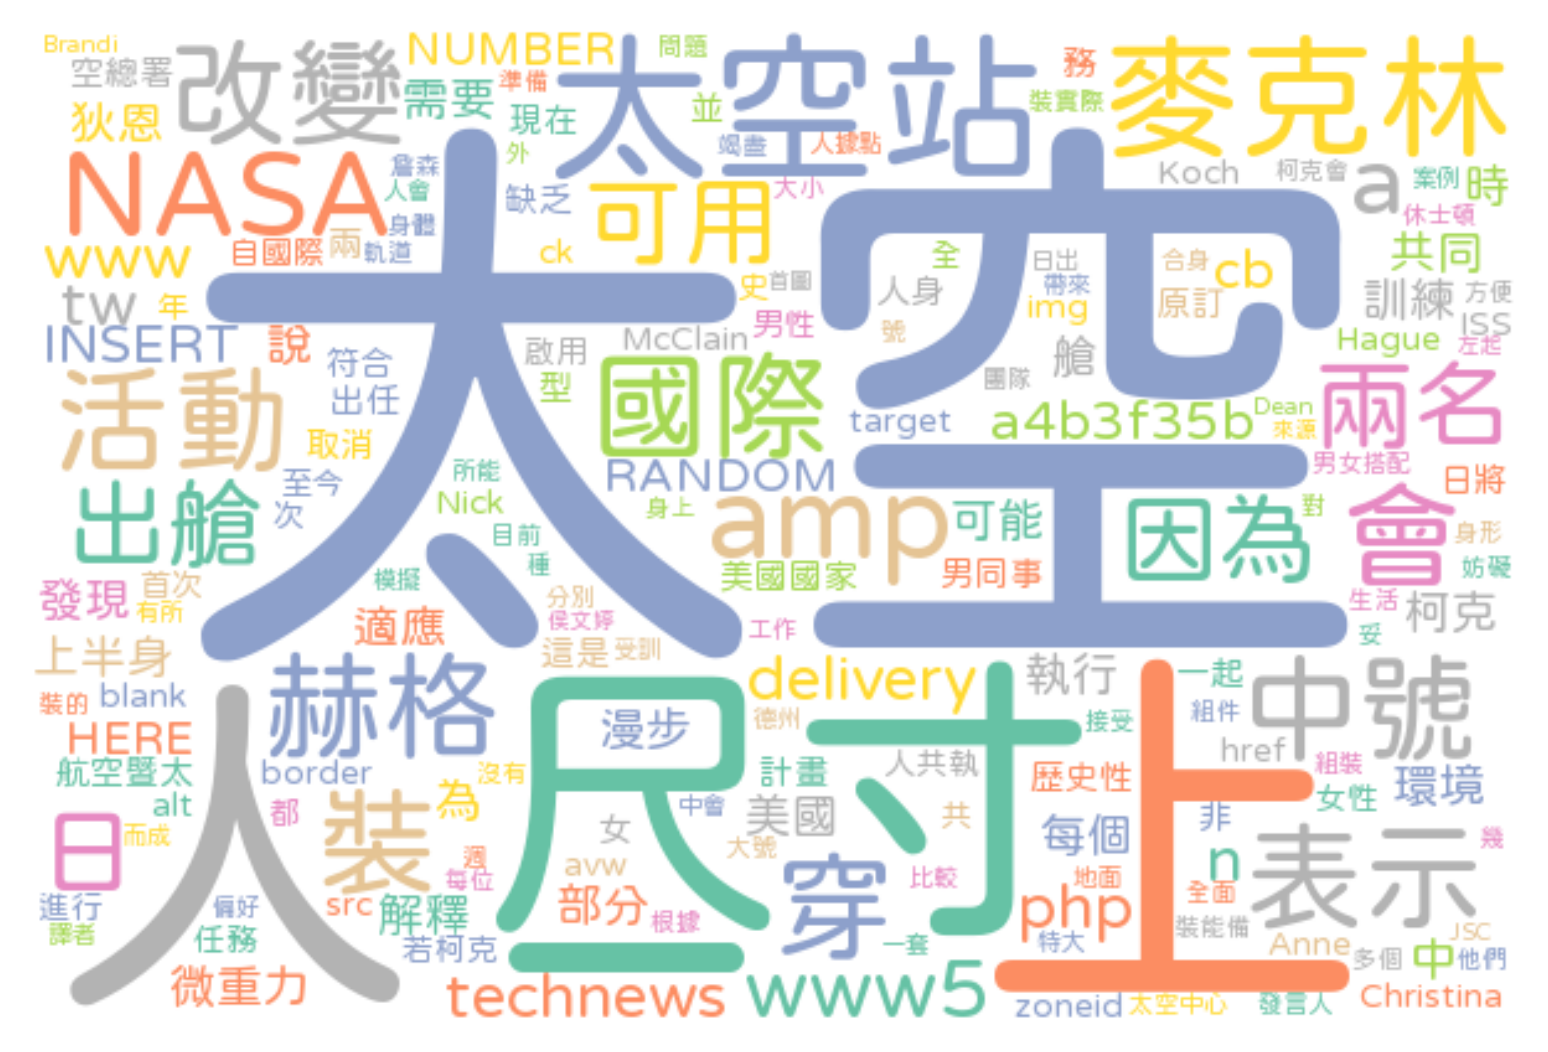 Brandi
空總署
改變
NUMBER
太空站
問題
務
麥克林
狄恩
需要
準備
現在
並
竭盡
人據點
裝實際
NASA
詹森
人會
外
缺乏
可用
大小
Koch
柯克會
a
案例
時
休士頓
www
自國際
兩
身體
軌道
ck
太空
全
日出
合身
cb
共同
tw
年
史
首圖
人身
帶來
img
原訂
訓練
方便
INSERT
說
McClain
男性
號
Hague
ISS
左起
活動
符合
出任
啟用
型
國際
團隊
艙
兩名
target
a4b3f35b
Dean
來源
取消
所能
RANDOM
男女搭配
日將
出艙
至今
次
Nick
身上
amp
可能
因為
對
會
身形
目前
種
美國國家
男同事
妨礙
發現
首次
有所
模擬
分別
侯文婷
生活
柯克
適應
工作
妥
上半身
這是
受訓
裝的
blank
赫格
delivery
執行
一起
中號
HERE
人
尺寸
漫步
德州
接受
上
組件
href
航空暨太
border
沒有
計畫
人共執
歷史性
組裝
環境
alt
都
裝
為
中會
美國
共
女性
日
而成
女
大號
每個
非
表示
幾
週
每位
avw
穿
比較
地面
n
進行
偏好
src
解釋
部分
根據
php
全面
譯者
任務
若柯克
一套
特大
裝能備
Anne
JSC
多個
中
他們
微重力
technews
www5
zoneid
太空中心
發言人
Christina